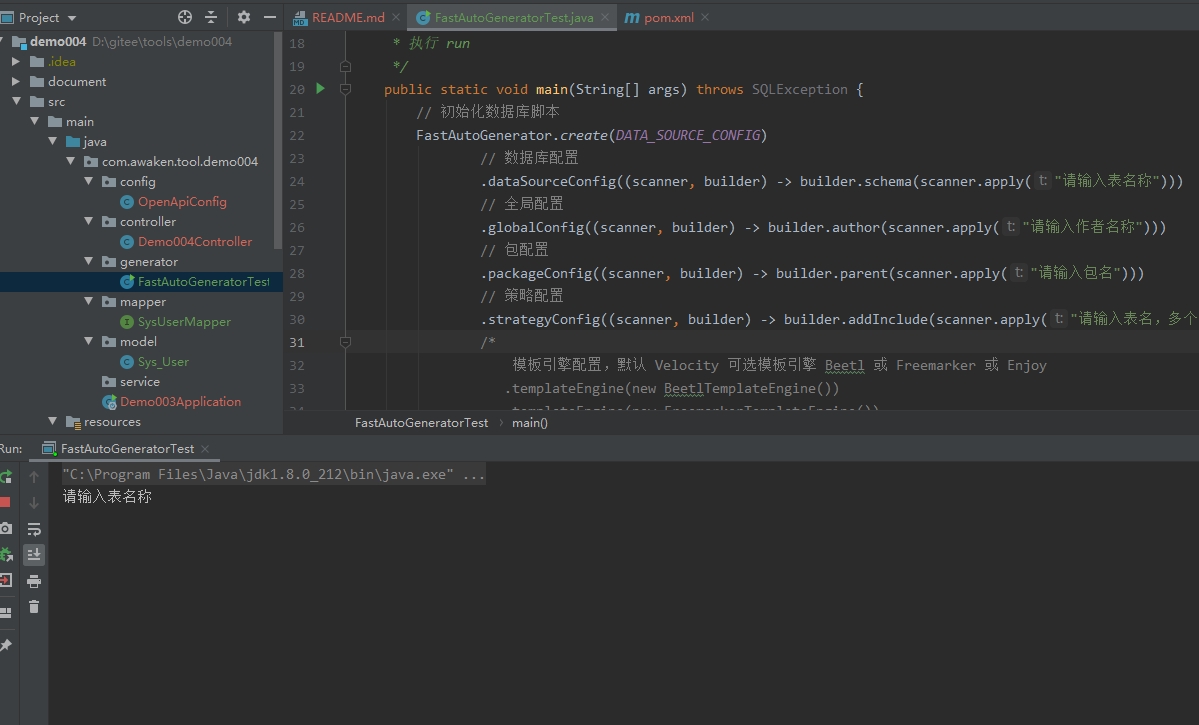 Project
README.md
FastAutoGeneratorTest.java
pom.xml
demo004 D:\gitee\tools\demo004
.idea
document
src
main
java
com.awaken.tool.demo004
config
OpenApiConfig
controller
Demo004Controller
generator
FastAutoGeneratorTest
mapper
SysUserMapper
model
Sys_User
service
Demo003Application
resources
18 * 执行 run
19 */
20 public static void main(String[] args) throws SQLException {
21 // 初始化数据库脚本
22 FastAutoGenerator.create(DATA_SOURCE_CONFIG)
23 // 数据库配置
24 .dataSourceConfig((scanner, builder) -> builder.schema(scanner.apply( t: "请输入表名称")))
25 // 全局配置
26 .globalConfig((scanner, builder) -> builder.author(scanner.apply( t: "请输入作者名称")))
27 // 包配置
28 .packageConfig((scanner, builder) -> builder.parent(scanner.apply( t: "请输入包名")))
29 // 策略配置
30 .strategyConfig((scanner, builder) -> builder.addInclude(scanner.apply( t: "请输入表名，多个
31 /*
32 模板引擎配置，默认 Velocity 可选模板引擎 Beetl 或 Freemarker 或 Enjoy
33 .templateEngine(new BeetlTemplateEngine())
34 .templateEngine(new FreemarkerTemplateEngine())
FastAutoGeneratorTest › main()
Run: FastAutoGeneratorTest
"C:\Program Files\Java\jdk1.8.0_212\bin\java.exe" ...
请输入表名称